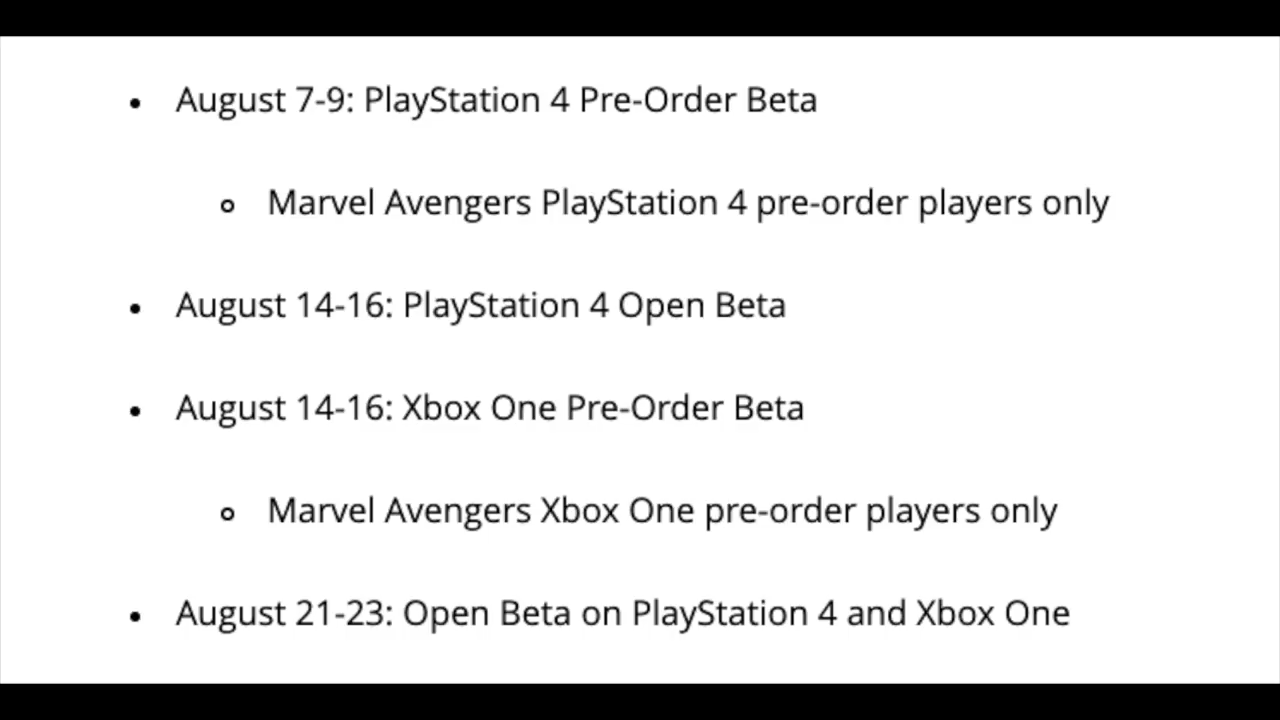 August 7-9: PlayStation 4 Pre-Order Beta
Marvel Avengers PlayStation 4 pre-order players only
August 14-16: PlayStation 4 Open Beta
August 14-16: Xbox One Pre-Order Beta
Marvel Avengers Xbox One pre-order players only
August 21-23: Open Beta on PlayStation 4 and Xbox One